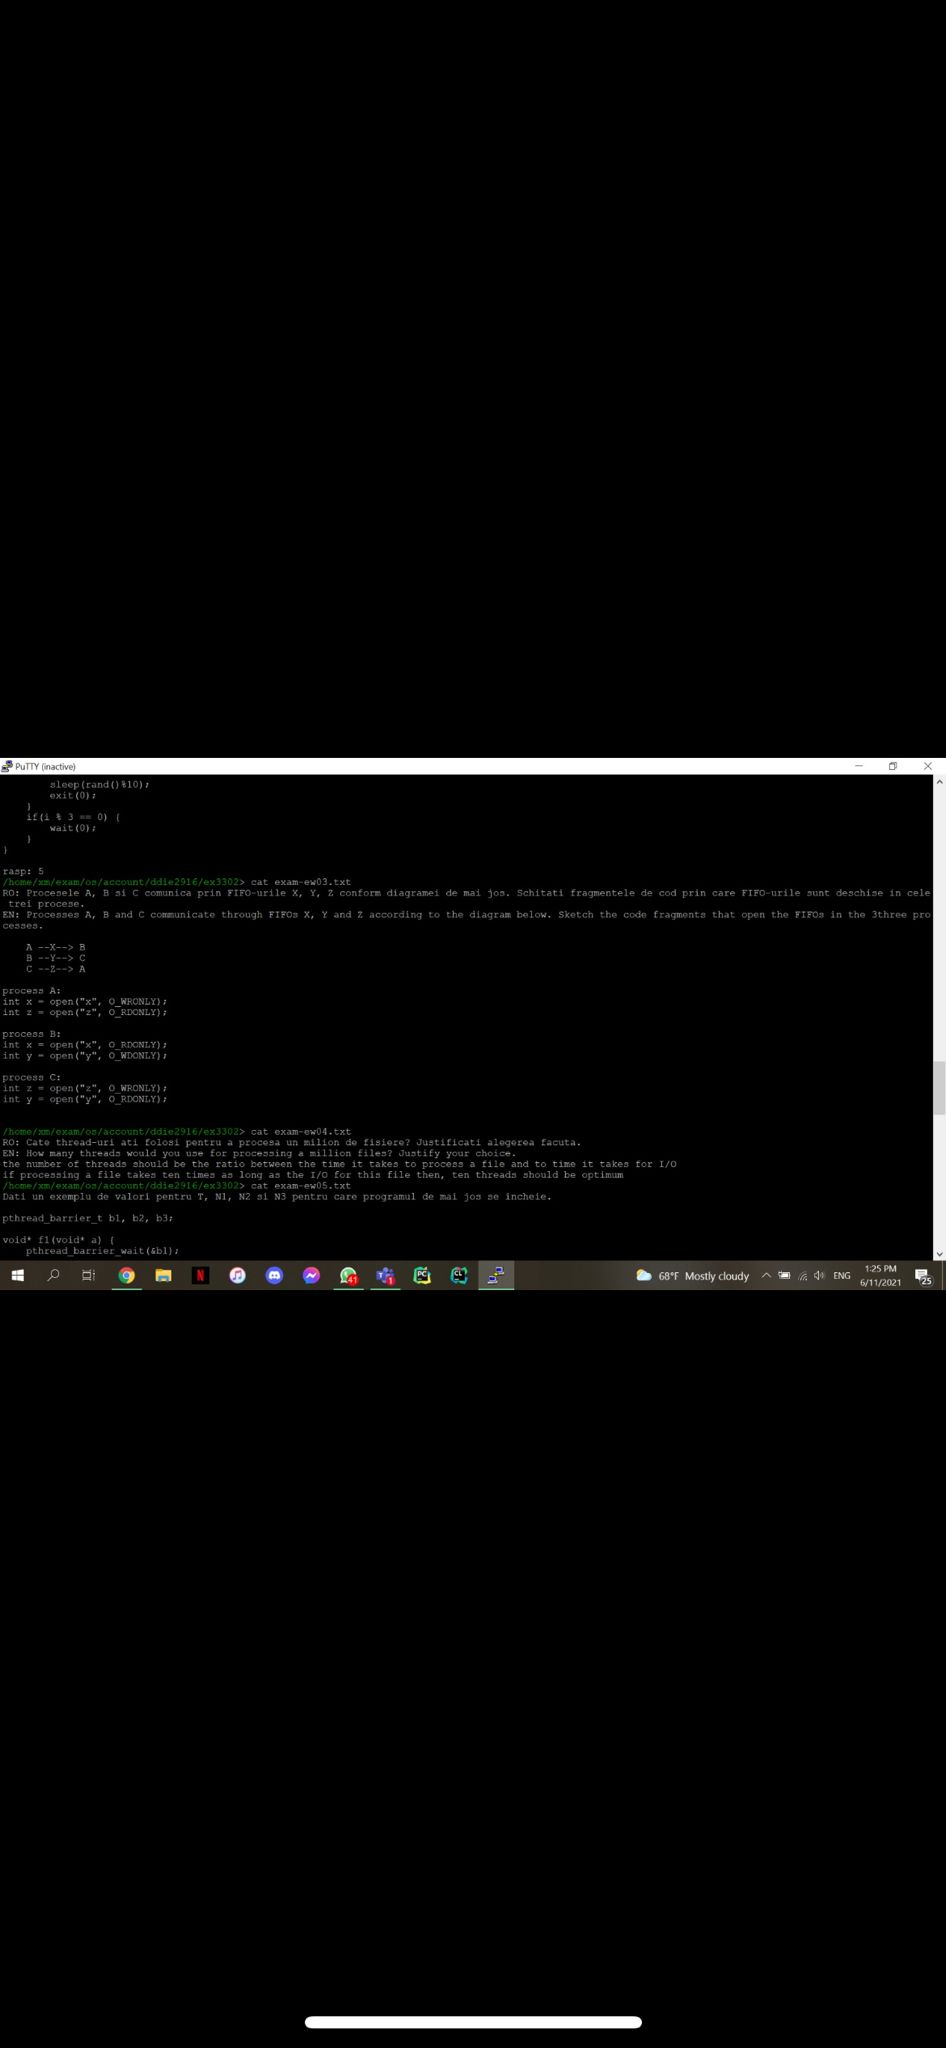 PuTTY (inactive)
sleep(rand()%10);
exit(0);
}
if(i % 3 == 0) {
wait(0);
}
}
rasp: 5
/home/xm/exam/os/account/ddie2916/ex3302> cat exam-ew03.txt
RO: Procesele A, B si C comunica prin FIFO-urile X, Y, Z conform diagramei de mai jos. Schitati fragmentele de cod prin care FIFO-urile sunt deschise in cele
trei procese.
EN: Processes A, B and C communicate through FIFOs X, Y and Z according to the diagram below. Sketch the code fragments that open the FIFOs in the 3three pro
cesses.
A --X--> B
B --Y--> C
C --Z--> A
process A:
int x = open("x", O_WRONLY);
int z = open("z", O_RDONLY);
process B:
int x = open("x", O_RDONLY);
int y = open("y", O_WDONLY);
process C:
int z = open("z", O_WRONLY);
int y = open("y", O_RDONLY);
/home/xm/exam/os/account/ddie2916/ex3302> cat exam-ew04.txt
RO: Cate thread-uri ati folosi pentru a procesa un milion de fisiere? Justificati alegerea facuta.
EN: How many threads would you use for processing a million files? Justify your choice.
the number of threads should be the ratio between the time it takes to process a file and to time it takes for I/O
if processing a file takes ten times as long as the I/O for this file then, ten threads should be optimum
/home/xm/exam/os/account/ddie2916/ex3302> cat exam-ew05.txt
Dati un exemplu de valori pentru T, N1, N2 si N3 pentru care programul de mai jos se incheie.
pthread_barrier_t b1, b2, b3;
void* f1(void* a) {
pthread_barrier_wait(&b1);
N
41
T
1
PC
CL
68°F Mostly cloudy
ENG
1:25 PM
6/11/2021
25